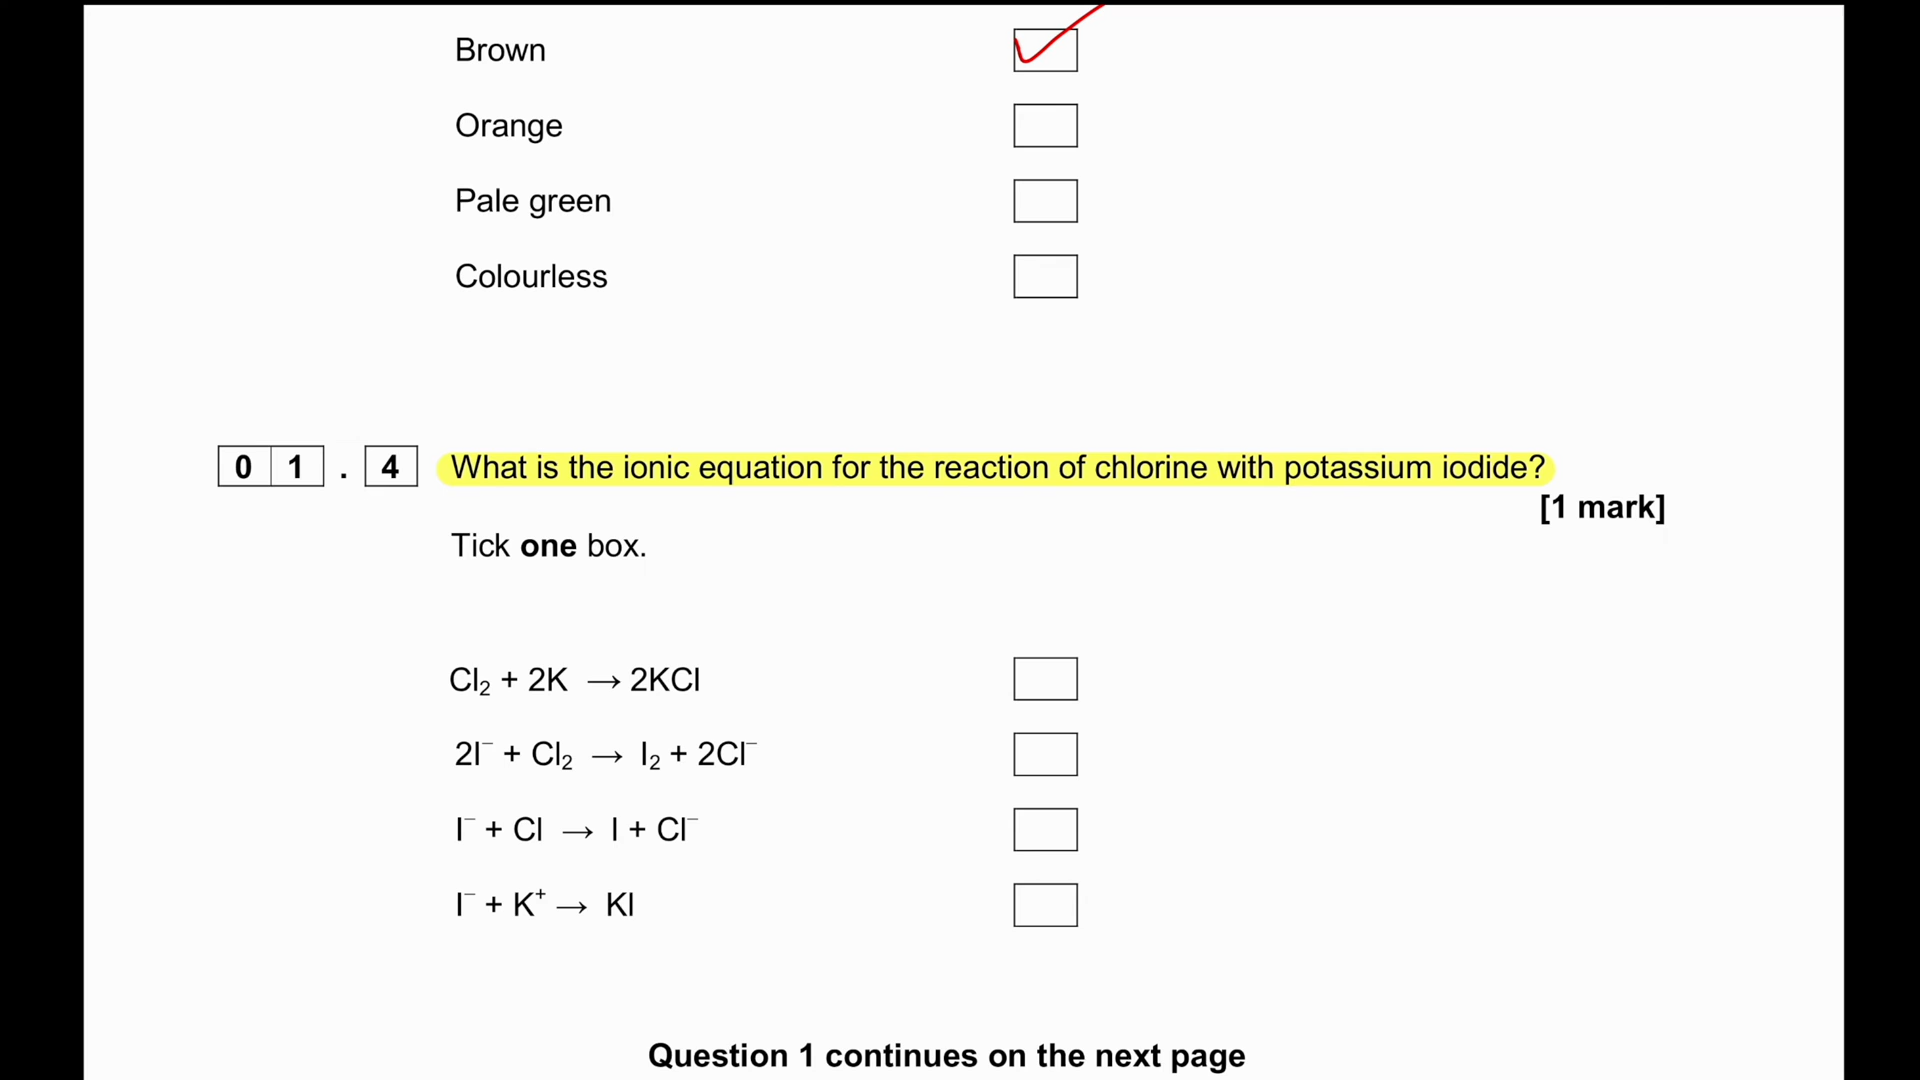 Brown
Orange
Pale green
Colourless
0 1 . 4 What is the ionic equation for the reaction of chlorine with potassium iodide?
[1 mark]
Tick one box.
Cl₂ + 2K → 2KCl
2I⁻ + Cl₂ → I₂ + 2Cl⁻
I⁻ + Cl → I + Cl⁻
I⁻ + K⁺ → KI
Question 1 continues on the next page